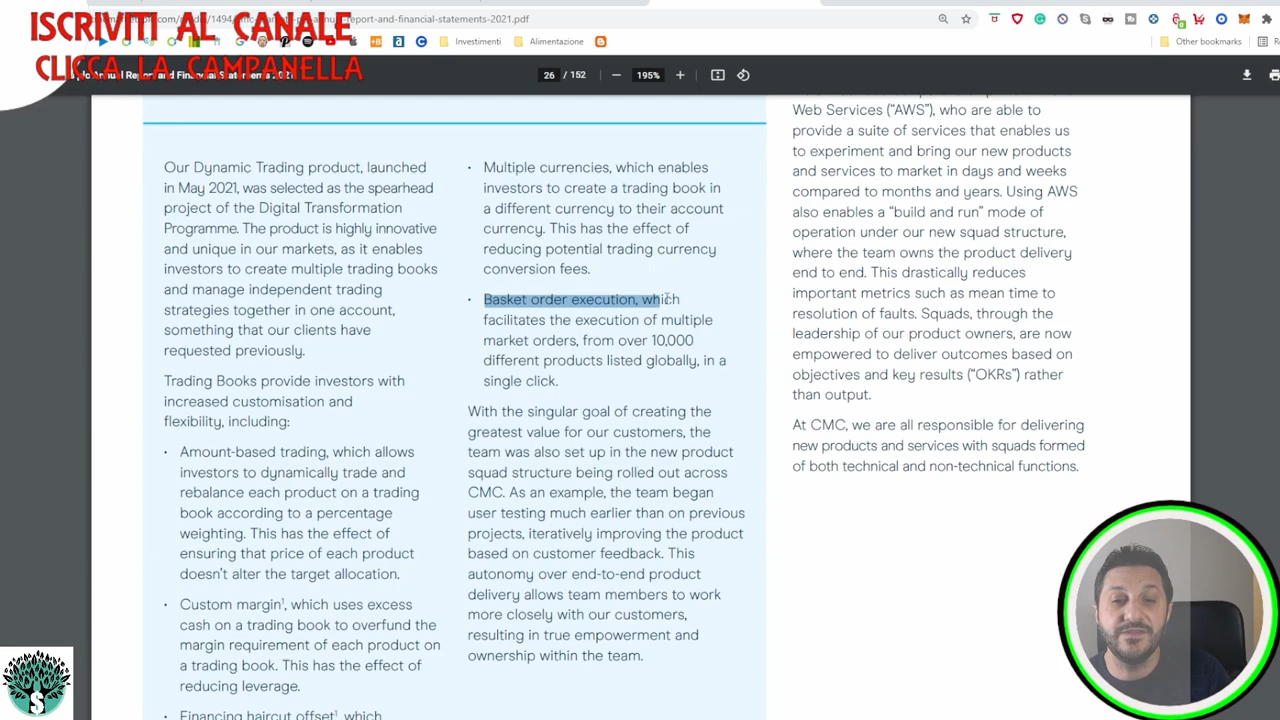 ISCRIVITI AL CANALE
CLICCA LA CAMPANELLA
report-and-financial-statements-2021.pdf
Investimenti
Alimentazione
Other bookmarks
plc Annual Report and Financial Statements 2021
26 / 152
195%
Our Dynamic Trading product, launched
in May 2021, was selected as the spearhead
project of the Digital Transformation
Programme. The product is highly innovative
and unique in our markets, as it enables
investors to create multiple trading books
and manage independent trading
strategies together in one account,
something that our clients have
requested previously.
Trading Books provide investors with
increased customisation and
flexibility, including:
· Amount-based trading, which allows
investors to dynamically trade and
rebalance each product on a trading
book according to a percentage
weighting. This has the effect of
ensuring that price of each product
doesn't alter the target allocation.
· Custom margin¹, which uses excess
cash on a trading book to overfund the
margin requirement of each product on
a trading book. This has the effect of
reducing leverage.
· Financing haircut offset¹, which
· Multiple currencies, which enables
investors to create a trading book in
a different currency to their account
currency. This has the effect of
reducing potential trading currency
conversion fees.
· Basket order execution, which
facilitates the execution of multiple
market orders, from over 10,000
different products listed globally, in a
single click.
With the singular goal of creating the
greatest value for our customers, the
team was also set up in the new product
squad structure being rolled out across
CMC. As an example, the team began
user testing much earlier than on previous
projects, iteratively improving the product
based on customer feedback. This
autonomy over end-to-end product
delivery allows team members to work
more closely with our customers,
resulting in true empowerment and
ownership within the team.
Web Services ("AWS"), who are able to
provide a suite of services that enables us
to experiment and bring our new products
and services to market in days and weeks
compared to months and years. Using AWS
also enables a "build and run" mode of
operation under our new squad structure,
where the team owns the product delivery
end to end. This drastically reduces
important metrics such as mean time to
resolution of faults. Squads, through the
leadership of our product owners, are now
empowered to deliver outcomes based on
objectives and key results ("OKRs") rather
than output.
At CMC, we are all responsible for delivering
new products and services with squads formed
of both technical and non-technical functions.
$